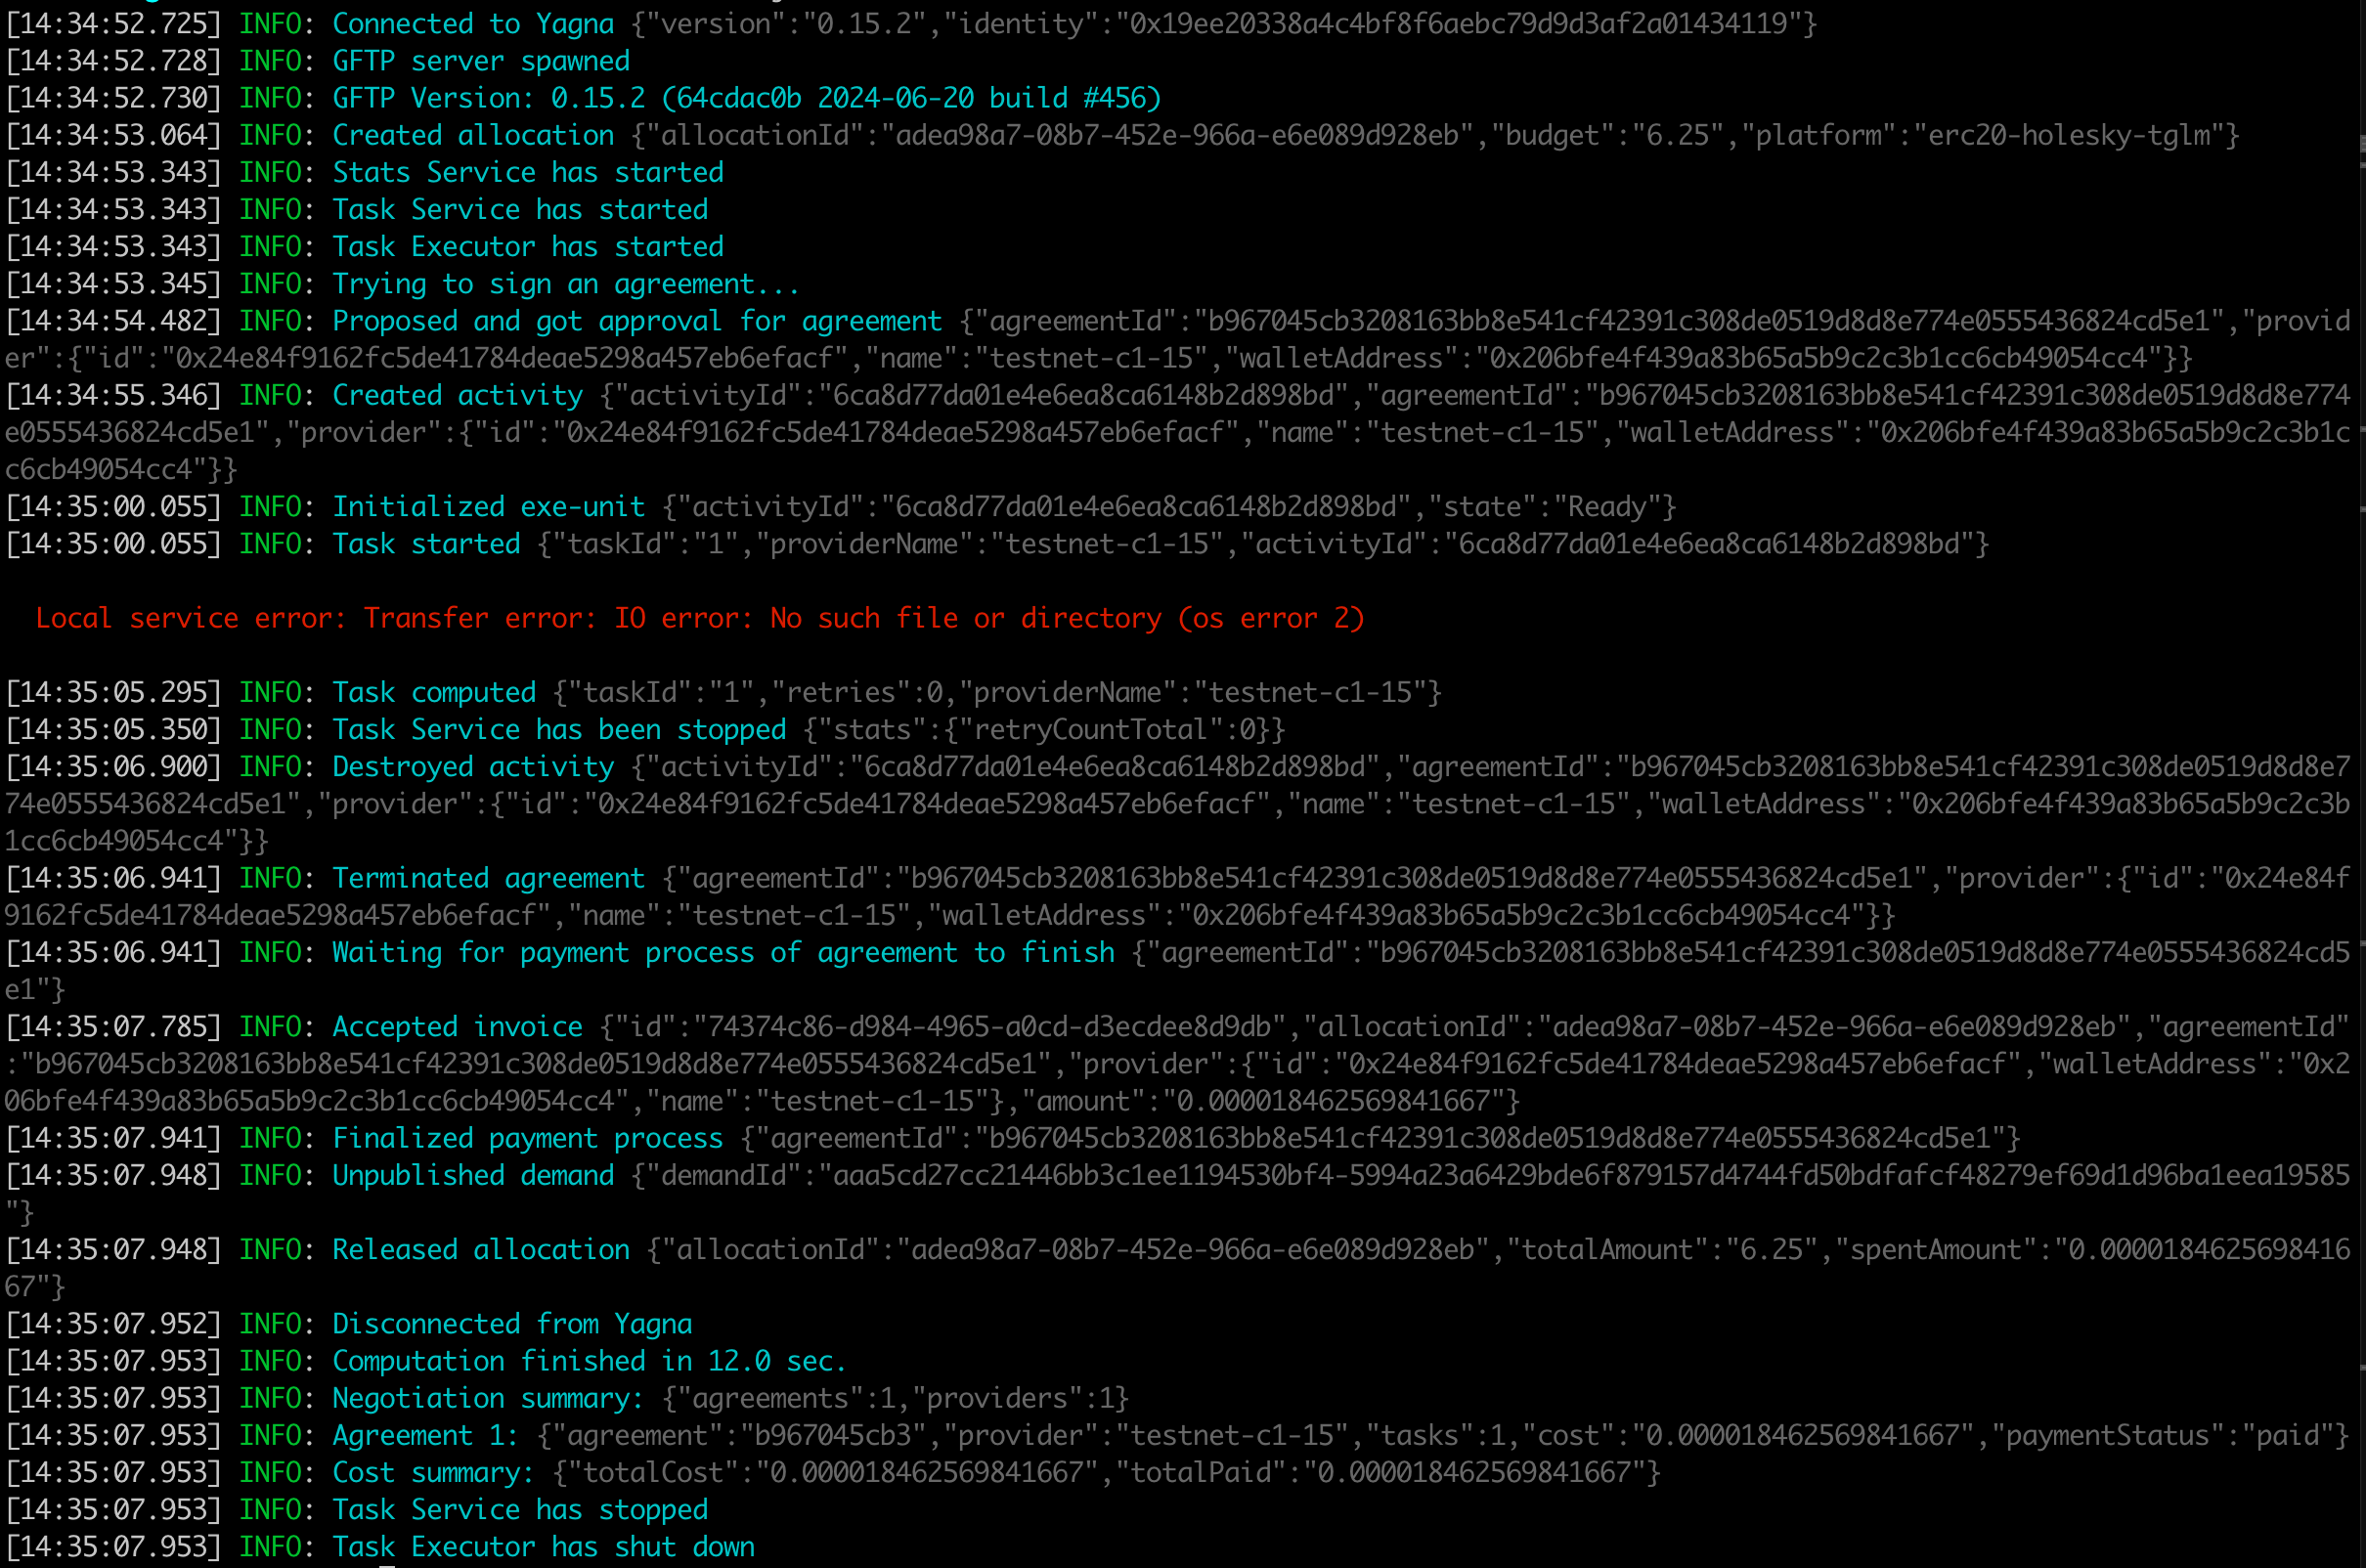 [14:34:52.725] INFO: Connected to Yagna {"version":"0.15.2","identity":"0x19ee20338a4c4bf8f6aebc79d9d3af2a01434119"}
[14:34:52.728] INFO: GFTP server spawned
[14:34:52.730] INFO: GFTP Version: 0.15.2 (64cdac0b 2024-06-20 build #456)
[14:34:53.064] INFO: Created allocation {"allocationId":"adea98a7-08b7-452e-966a-e6e089d928eb","budget":"6.25","platform":"erc20-holesky-tglm"}
[14:34:53.343] INFO: Stats Service has started
[14:34:53.343] INFO: Task Service has started
[14:34:53.343] INFO: Task Executor has started
[14:34:53.345] INFO: Trying to sign an agreement...
[14:34:54.482] INFO: Proposed and got approval for agreement {"agreementId":"b967045cb3208163bb8e541cf42391c308de0519d8d8e774e0555436824cd5e1","provid
er":{"id":"0x24e84f9162fc5de41784deae5298a457eb6efacf","name":"testnet-c1-15","walletAddress":"0x206bfe4f439a83b65a5b9c2c3b1cc6cb49054cc4"}}
[14:34:55.346] INFO: Created activity {"activityId":"6ca8d77da01e4e6ea8ca6148b2d898bd","agreementId":"b967045cb3208163bb8e541cf42391c308de0519d8d8e774
e0555436824cd5e1","provider":{"id":"0x24e84f9162fc5de41784deae5298a457eb6efacf","name":"testnet-c1-15","walletAddress":"0x206bfe4f439a83b65a5b9c2c3b1c
c6cb49054cc4"}}
[14:35:00.055] INFO: Initialized exe-unit {"activityId":"6ca8d77da01e4e6ea8ca6148b2d898bd","state":"Ready"}
[14:35:00.055] INFO: Task started {"taskId":"1","providerName":"testnet-c1-15","activityId":"6ca8d77da01e4e6ea8ca6148b2d898bd"}
Local service error: Transfer error: IO error: No such file or directory (os error 2)
[14:35:05.295] INFO: Task computed {"taskId":"1","retries":0,"providerName":"testnet-c1-15"}
[14:35:05.350] INFO: Task Service has been stopped {"stats":{"retryCountTotal":0}}
[14:35:06.900] INFO: Destroyed activity {"activityId":"6ca8d77da01e4e6ea8ca6148b2d898bd","agreementId":"b967045cb3208163bb8e541cf42391c308de0519d8d8e7
74e0555436824cd5e1","provider":{"id":"0x24e84f9162fc5de41784deae5298a457eb6efacf","name":"testnet-c1-15","walletAddress":"0x206bfe4f439a83b65a5b9c2c3b
1cc6cb49054cc4"}}
[14:35:06.941] INFO: Terminated agreement {"agreementId":"b967045cb3208163bb8e541cf42391c308de0519d8d8e774e0555436824cd5e1","provider":{"id":"0x24e84f
9162fc5de41784deae5298a457eb6efacf","name":"testnet-c1-15","walletAddress":"0x206bfe4f439a83b65a5b9c2c3b1cc6cb49054cc4"}}
[14:35:06.941] INFO: Waiting for payment process of agreement to finish {"agreementId":"b967045cb3208163bb8e541cf42391c308de0519d8d8e774e0555436824cd5
e1"}
[14:35:07.785] INFO: Accepted invoice {"id":"74374c86-d984-4965-a0cd-d3ecdee8d9db","allocationId":"adea98a7-08b7-452e-966a-e6e089d928eb","agreementId"
:"b967045cb3208163bb8e541cf42391c308de0519d8d8e774e0555436824cd5e1","provider":{"id":"0x24e84f9162fc5de41784deae5298a457eb6efacf","walletAddress":"0x2
06bfe4f439a83b65a5b9c2c3b1cc6cb49054cc4","name":"testnet-c1-15"},"amount":"0.000018462569841667"}
[14:35:07.941] INFO: Finalized payment process {"agreementId":"b967045cb3208163bb8e541cf42391c308de0519d8d8e774e0555436824cd5e1"}
[14:35:07.948] INFO: Unpublished demand {"demandId":"aaa5cd27cc21446bb3c1ee1194530bf4-5994a23a6429bde6f879157d4744fd50bdfafcf48279ef69d1d96ba1eea19585
"}
[14:35:07.948] INFO: Released allocation {"allocationId":"adea98a7-08b7-452e-966a-e6e089d928eb","totalAmount":"6.25","spentAmount":"0.0000184625698416
67"}
[14:35:07.952] INFO: Disconnected from Yagna
[14:35:07.953] INFO: Computation finished in 12.0 sec.
[14:35:07.953] INFO: Negotiation summary: {"agreements":1,"providers":1}
[14:35:07.953] INFO: Agreement 1: {"agreement":"b967045cb3","provider":"testnet-c1-15","tasks":1,"cost":"0.000018462569841667","paymentStatus":"paid"}
[14:35:07.953] INFO: Cost summary: {"totalCost":"0.000018462569841667","totalPaid":"0.000018462569841667"}
[14:35:07.953] INFO: Task Service has stopped
[14:35:07.953] INFO: Task Executor has shut down